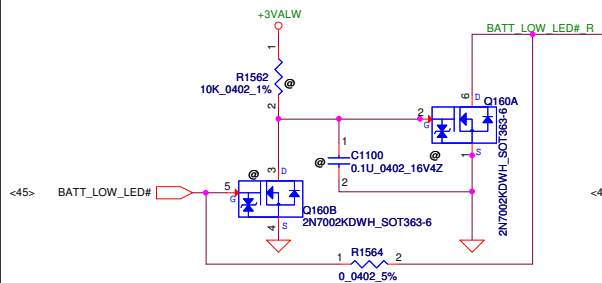 +3VALW
BATT_LOW_LED#_R
1
R1562
10K_0402_1%
@
2
6
D
Q160A
2
G
1
S
@
2N7002KDWH_SOT363-6
1
C1100
@
0.1U_0402_16V4Z
2
3
D
@
<45>
BATT_LOW_LED#
5
G
Q160B
2N7002KDWH_SOT363-6
4
S
<4
R1564
1
2
0_0402_5%